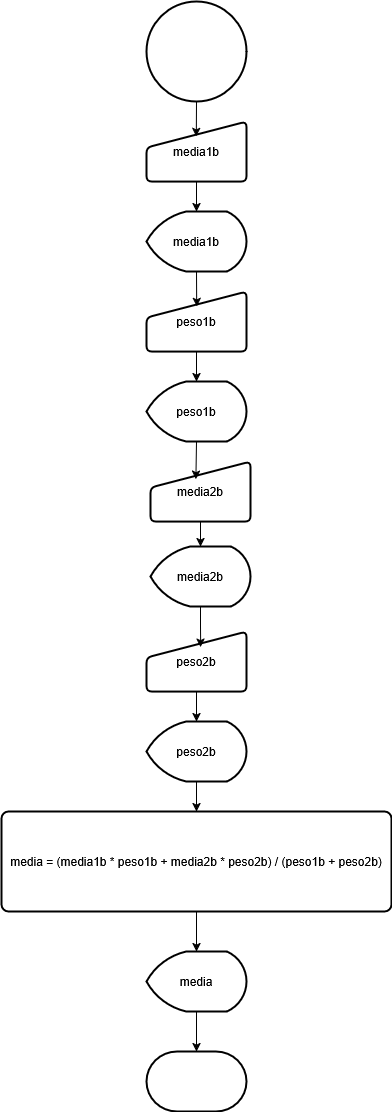 media1b
media1b
peso1b
peso1b
media2b
media2b
peso2b
peso2b
media = (media1b * peso1b + media2b * peso2b) / (peso1b + peso2b)
media